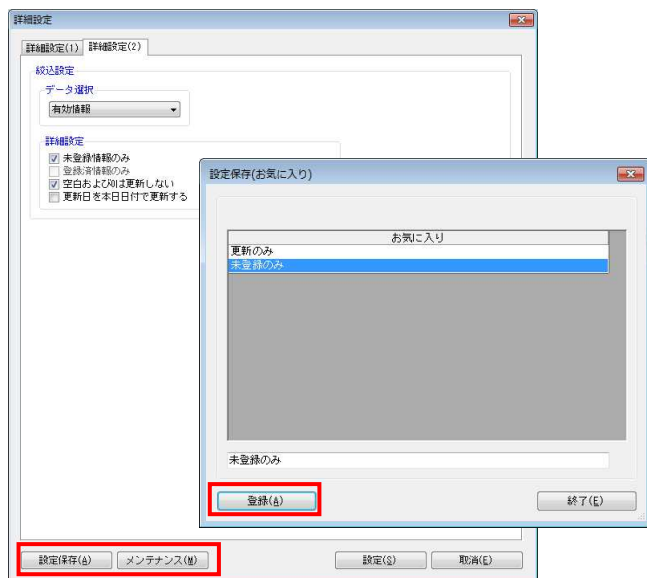 詳細設定
詳細設定(1) 詳細設定(2)
絞込設定
データ選択
有効情報
詳細設定
未登録情報のみ
登録済情報のみ
空白および0は更新しない
更新日を本日日付で更新する
設定保存(お気に入り)
お気に入り
更新のみ
未登録のみ
未登録のみ
登録(A) 終了(E)
設定保存(A) メンテナンス(M) 設定(S) 取消(E)